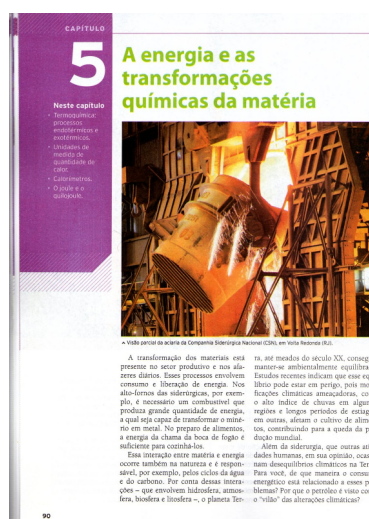 CAPÍTULO
5
A energia e as
transformações
químicas da matéria
Neste capítulo
• Termoquímica:
processos
endotérmicos e
exotérmicos.
• Unidades de
medida de
quantidade de
calor.
• Calorímetros.
• O joule e o
quilojoule.
Visão parcial da aciaria da Companhia Siderúrgica Nacional (CSN), em Volta Redonda (RJ).
A transformação dos materiais está
presente no setor produtivo e nos afa-
zeres diários. Esses processos envolvem
consumo e liberação de energia. Nos
alto-fornos das siderúrgicas, por exem-
plo, é necessário um combustível que
produza grande quantidade de energia,
a qual seja capaz de transformar o miné-
rio em metal. No preparo de alimentos,
a energia da chama da boca de fogão é
suficiente para cozinhá-los.
Essa interação entre matéria e energia
ocorre também na natureza e é respon-
sável, por exemplo, pelos ciclos da água
e do carbono. Por conta dessas intera-
ções – que envolvem hidrosfera, atmos-
fera, biosfera e litosfera –, o planeta Ter-
ra, até meados do século XX, conseg
manter-se ambientalmente equilibra
Estudos recentes indicam que esse eq
líbrio pode estar em perigo, pois mo
ficações climáticas ameaçadoras, co
o alto índice de chuvas em algum
regiões e longos períodos de estiag
em outras, afetam o cultivo de alime
tos, contribuindo para a queda da p
dução mundial.
Além da siderurgia, que outras ati
dades humanas, em sua opinião, ocas
nam desequilíbrios climáticos na Ter
Para você, de que maneira o consu
energético está relacionado a esses p
blemas? Por que o petróleo é visto co
o "vilão" das alterações climáticas?
90